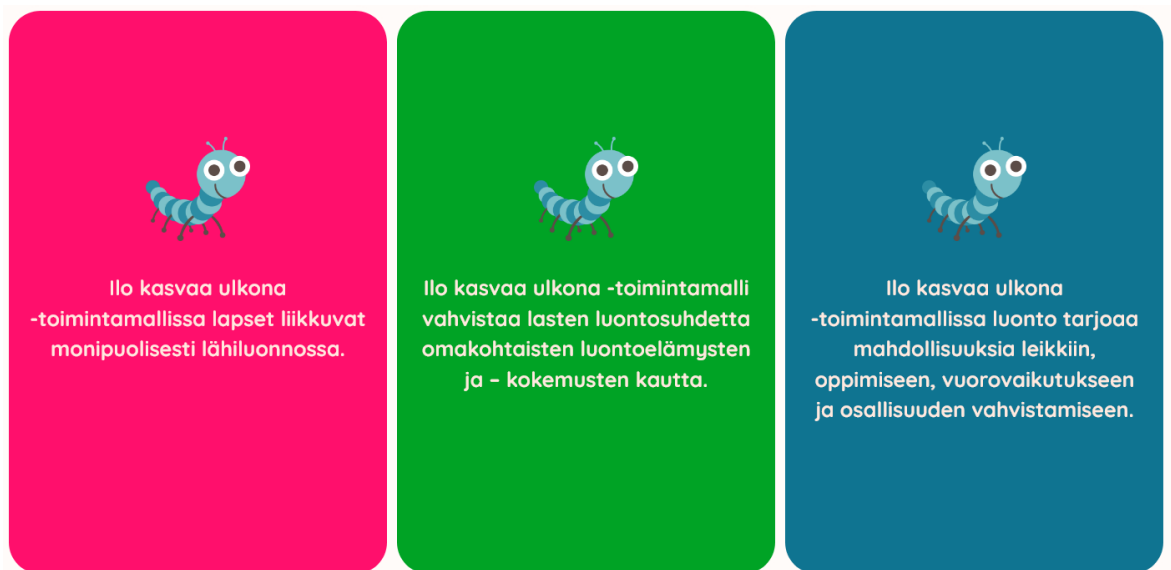 Ilo kasvaa ulkona
-toimintamallissa lapset liikkuvat
monipuolisesti lähiluonnossa.
Ilo kasvaa ulkona -toimintamalli
vahvistaa lasten luontosuhdetta
omakohtaisten luontoelämysten
ja – kokemusten kautta.
Ilo kasvaa ulkona
-toimintamallissa luonto tarjoaa
mahdollisuuksia leikkiin,
oppimiseen, vuorovaikutukseen
ja osallisuuden vahvistamiseen.